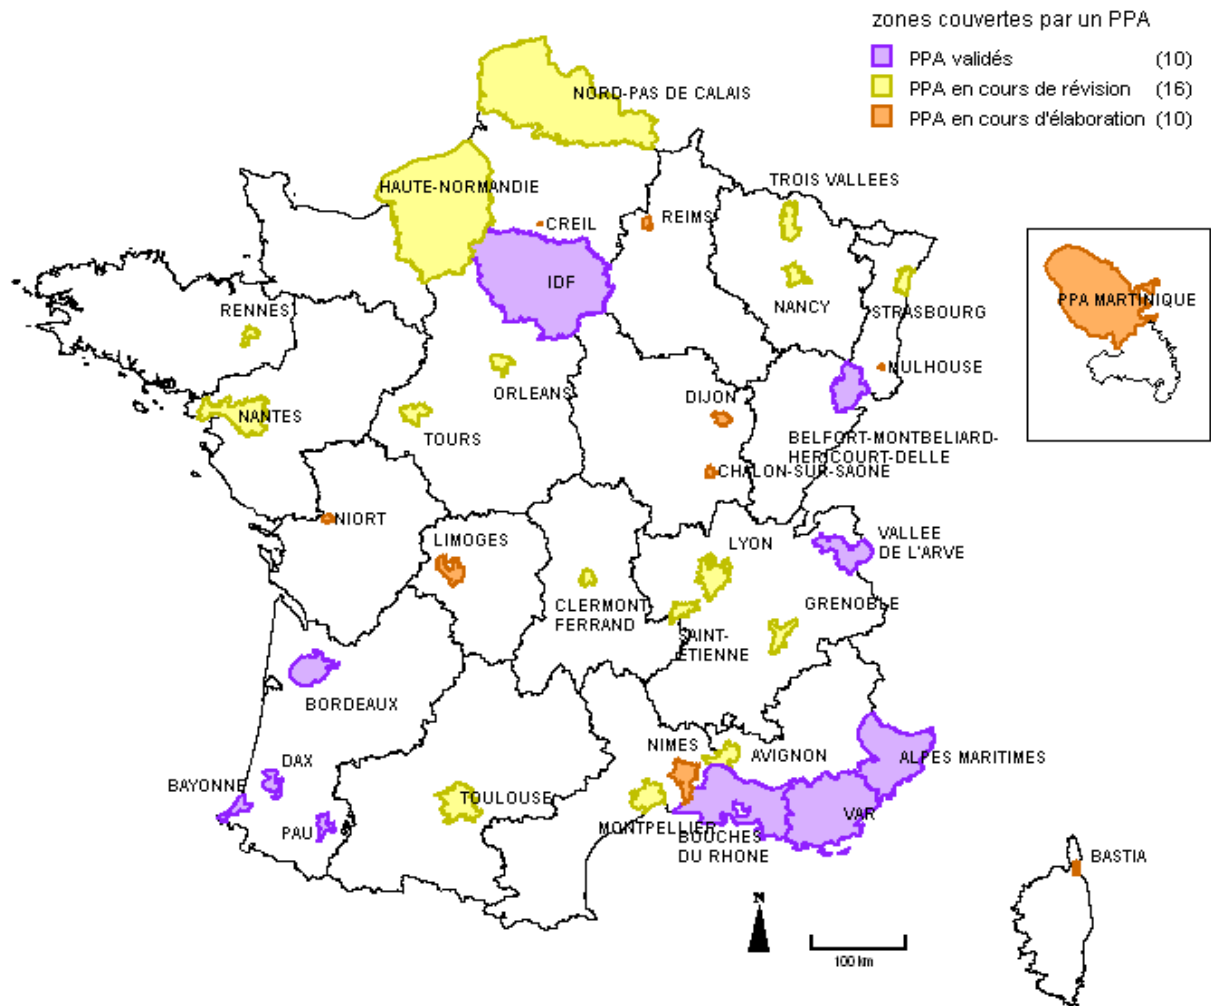 zones couvertes par un PPA
PPA validés (10)
PPA en cours de révision (16)
PPA en cours d'élaboration (10)
NORD-PAS DE CALAIS
HAUTE-NORMANDIE
TROIS VALLEES
CREIL
REIMS
IDF
NANCY
STRASBOURG
PPA MARTINIQUE
RENNES
ORLEANS
MULHOUSE
DIJON
NANTES
TOURS
BELFORT-MONTBELIARD-
HERICOURT-DELLE
CHALON-SUR-SAONE
NIORT
LIMOGES
LYON
VALLEE
DE L'ARVE
CLERMONT
FERRAND
GRENOBLE
SAINT-
ETIENNE
BORDEAUX
NIMES
AVIGNON
ALPES MARITIMES
DAX
BAYONNE
TOULOUSE
PAU
MONTPELLIER
VAR
BOUCHES
DU RHONE
BASTIA
N
100 km